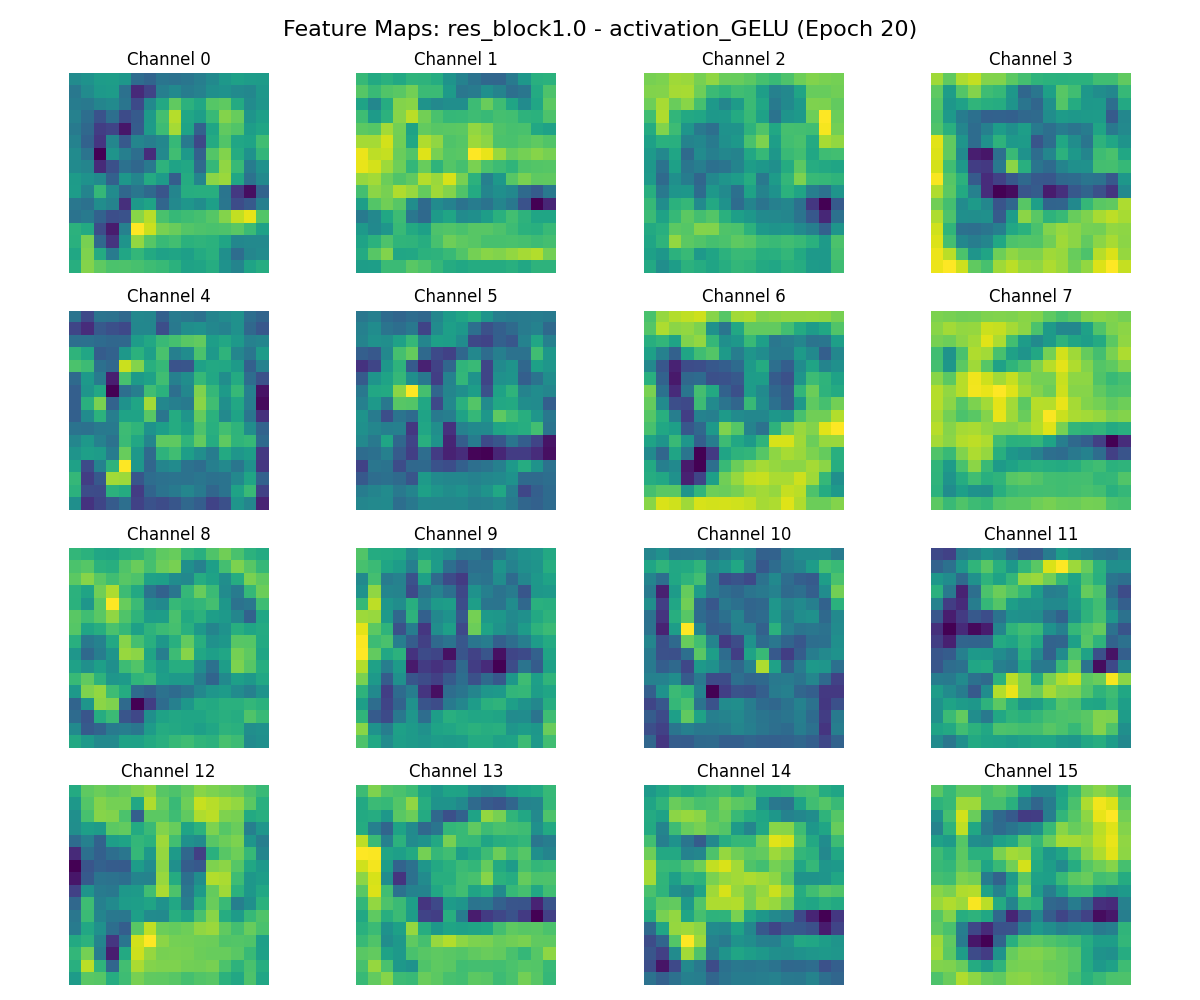 Feature Maps: res_block1.0 - activation_GELU (Epoch 20)
Channel 0 Channel 1 Channel 2 Channel 3
Channel 4 Channel 5 Channel 6 Channel 7
Channel 8 Channel 9 Channel 10 Channel 11
Channel 12 Channel 13 Channel 14 Channel 15